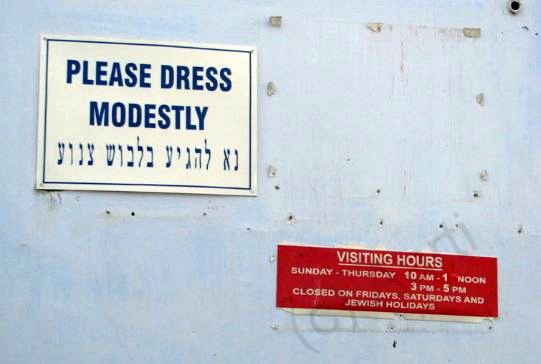 PLEASE DRESS
MODESTLY
נא להגיע בלבוש צנוע
VISITING HOURS
SUNDAY - THURSDAY 10 AM - 1 NOON
3 PM - 5 PM
CLOSED ON FRIDAYS, SATURDAYS AND
JEWISH HOLIDAYS